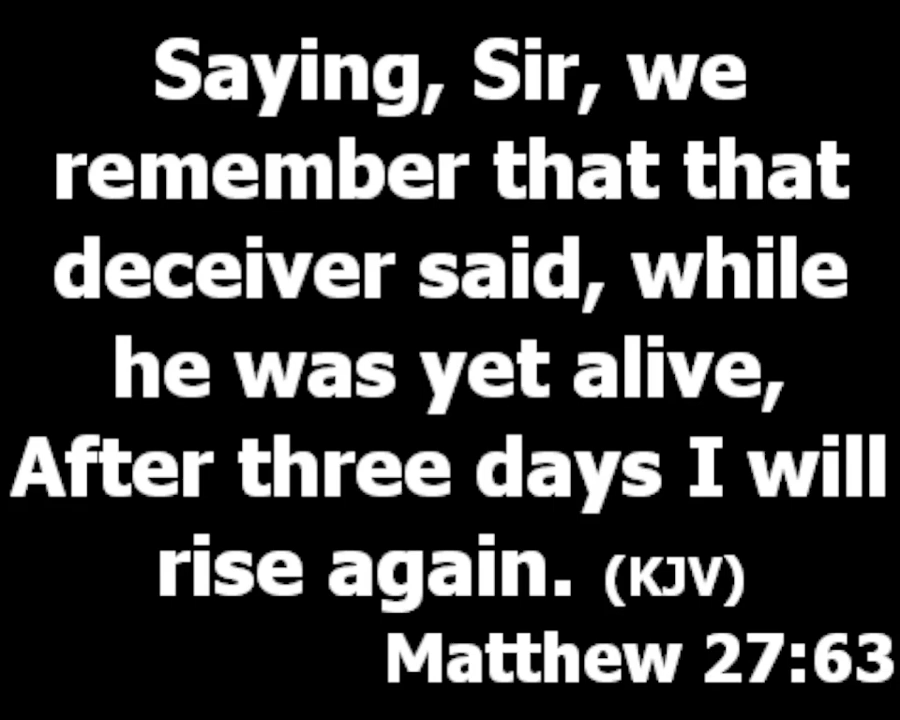 Saying, Sir, we
remember that that
deceiver said, while
he was yet alive,
After three days I will
rise again. (KJV)
Matthew 27:63